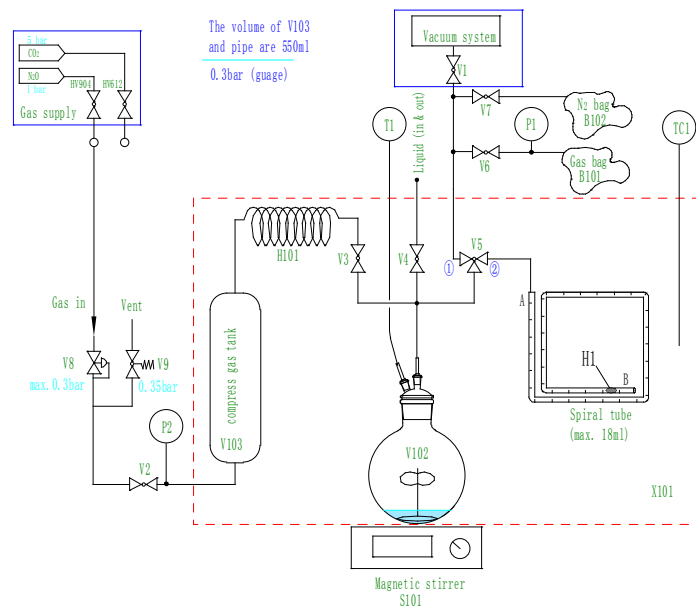 The volume of V103
and pipe are 550ml
0.3bar (guage)
5 bar
CO₂
N₂O
1 bar
HV904
HV612
Gas supply
Vacuum system
V1
V7
N₂ bag
B102
P1
V6
Gas bag
B101
T1
Liquid (in & out)
TC1
H101
V3
V4
V5
①
②
A
H1
B
Spiral tube
(max. 18ml)
Gas in
Vent
V8
V9
max.0.3bar
0.35bar
compress gas tank
V103
P2
V2
V102
X101
Magnetic stirrer
S101